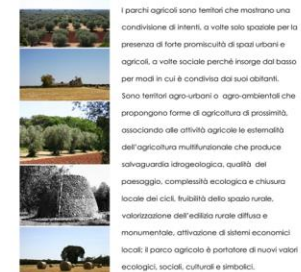 I parchi agricoli sono territori che mostrano una
condivisione di intenti, a volte solo spaziale per la
presenza di forte promiscuità di spazi urbani e
agricoli, a volte sociale perché insorge dal basso
per modi in cui è condivisa dai suoi abitanti.
Sono territori agro-urbani o agro-ambientali che
propongono forme di agricoltura di prossimità,
associando alle attività agricole le esternalità
dell'agricoltura multifunzionale che produce
salvaguardia idrogeologica, qualità del
paesaggio, complessità ecologica e chiusura
locale dei cicli, fruibilità dello spazio rurale,
valorizzazione dell'edilizia rurale diffusa e
monumentale, attivazione di sistemi economici
locali; il parco agricolo è portatore di nuovi valori
ecologici, sociali, culturali e simbolici.